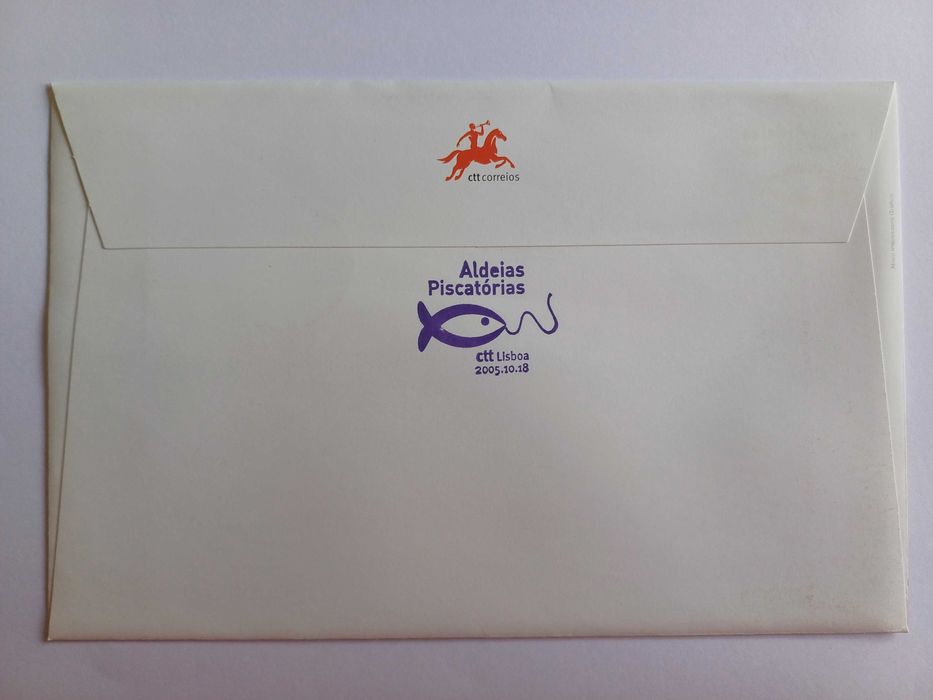 ctt correios
Aldeias
Piscatórias
ctt Lisboa
2005.10.18